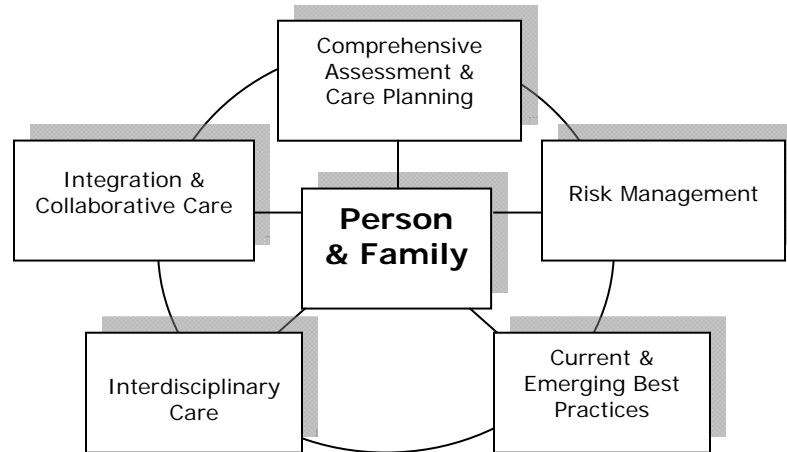 Comprehensive
Assessment &
Care Planning
Integration &
Collaborative Care
Person
& Family
Risk Management
Interdisciplinary
Care
Current &
Emerging Best
Practices